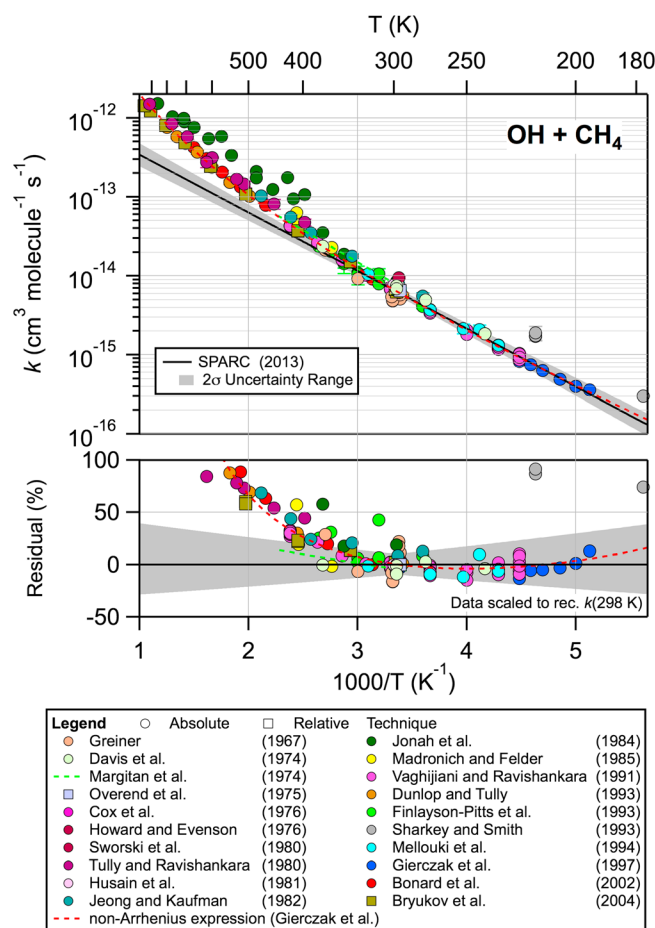 T (K)
500 400 300 250 200 180
OH + CH4
10^-12
10^-13
10^-14
10^-15
10^-16
k (cm^3 molecule^-1 s^-1)
SPARC (2013)
2σ Uncertainty Range
100
50
0
-50
Residual (%)
Data scaled to rec. k(298 K)
1 2 3 4 5
1000/T (K^-1)
Legend Absolute Relative Technique
Greiner (1967) Jonah et al. (1984)
Davis et al. (1974) Madronich and Felder (1985)
Margitan et al. (1974) Vaghijiani and Ravishankara (1991)
Overend et al. (1975) Dunlop and Tully (1993)
Cox et al. (1976) Finlayson-Pitts et al. (1993)
Howard and Evenson (1976) Sharkey and Smith (1993)
Sworski et al. (1980) Mellouki et al. (1994)
Tully and Ravishankara (1980) Gierczak et al. (1997)
Husain et al. (1981) Bonard et al. (2002)
Jeong and Kaufman (1982) Bryukov et al. (2004)
non-Arrhenius expression (Gierczak et al.)